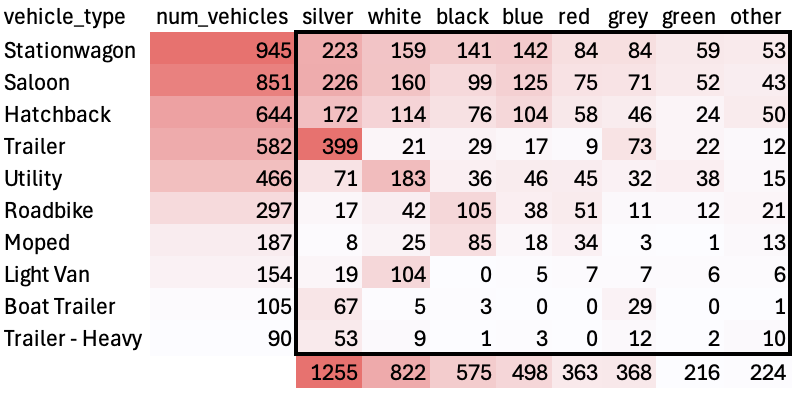 vehicle_type num_vehicles silver white black blue red grey green other
Stationwagon 945 223 159 141 142 84 84 59 53
Saloon 851 226 160 99 125 75 71 52 43
Hatchback 644 172 114 76 104 58 46 24 50
Trailer 582 399 21 29 17 9 73 22 12
Utility 466 71 183 36 46 45 32 38 15
Roadbike 297 17 42 105 38 51 11 12 21
Moped 187 8 25 85 18 34 3 1 13
Light Van 154 19 104 0 5 7 7 6 6
Boat Trailer 105 67 5 3 0 0 29 0 1
Trailer - Heavy 90 53 9 1 3 0 12 2 10
1255 822 575 498 363 368 216 224